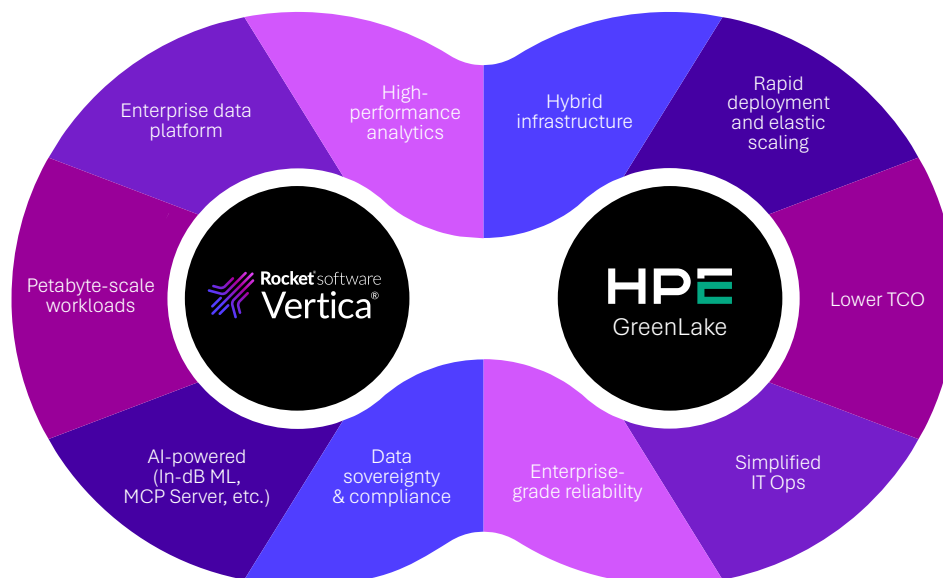 Enterprise data
platform
High-
performance
analytics
Hybrid
infrastructure
Rapid
deployment
and elastic
scaling
Petabyte-scale
workloads
Rocket® software
Vertica®
HPE
GreenLake
Lower TCO
AI-powered
(In-dB ML,
MCP Server, etc.)
Data
sovereignty
& compliance
Enterprise-
grade reliability
Simplified
IT Ops